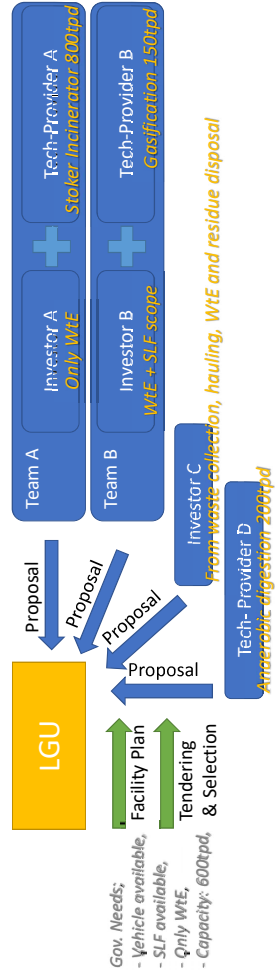 Gov. Needs;
- Vehicle available,
- SLF available,
- Only WtE,
- Capacity: 600tpd,
Facility Plan
Tendering
& Selection
LGU
Proposal
Proposal
Proposal
Proposal
Team A
Investor A
Only WtE
Tech-Provider A
Stoker Incinerator 800tpd
Team B
Investor B
WtE + SLF scope
Tech-Provider B
Gasification 150tpd
Investor C
From waste collection, hauling, WtE and residue disposal
Tech- Provider D
Anaerobic digestion 200tpd